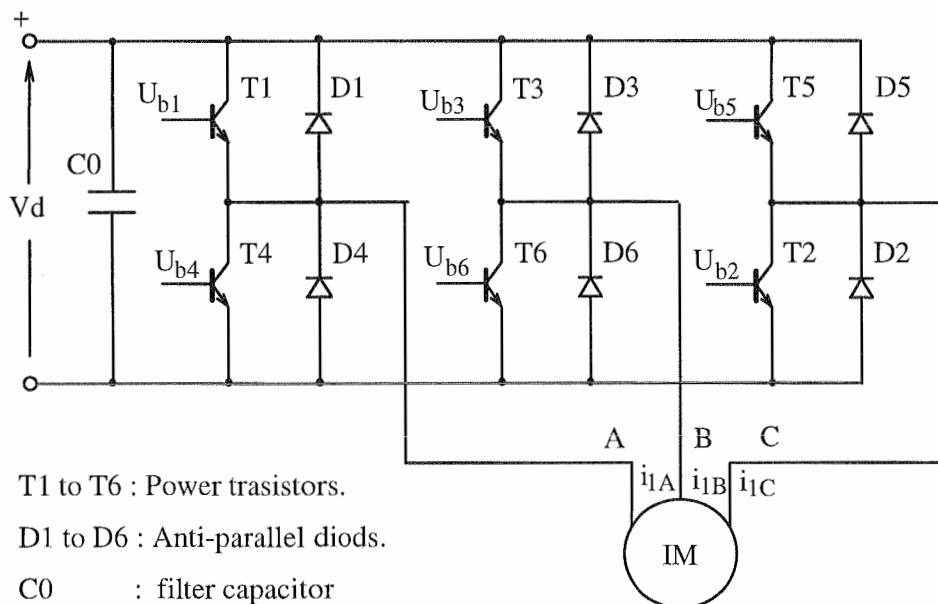 +
T1 D1 T3 D3 T5 D5
Ub1 Ub3 Ub5
C0
Vd
T4 D4 T6 D6 T2 D2
Ub4 Ub6 Ub2
A B C
i1A i1B i1C
IM
T1 to T6 : Power trasistors.
D1 to D6 : Anti-parallel diods.
C0 : filter capacitor